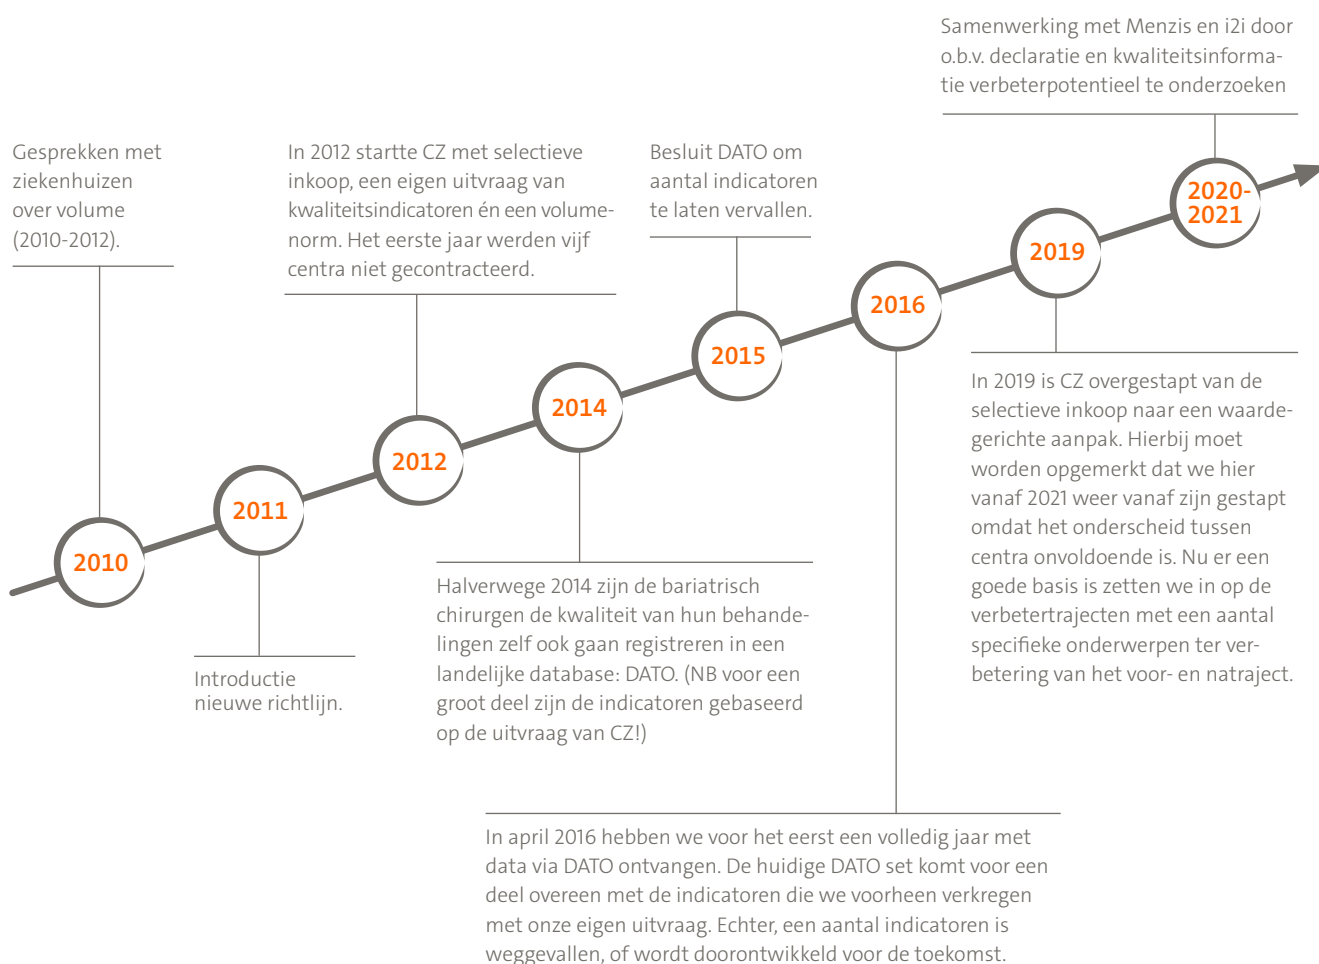 Gesprekken met
ziekenhuizen
over volume
(2010-2012).
2010
2011
Introductie
nieuwe richtlijn.
In 2012 startte CZ met selectieve
inkoop, een eigen uitvraag van
kwaliteitsindicatoren én een volume-
norm. Het eerste jaar werden vijf
centra niet gecontracteerd.
2012
2014
Halverwege 2014 zijn de bariatrisch
chirurgen de kwaliteit van hun behande-
lingen zelf ook gaan registreren in een
landelijke database: DATO. (NB voor een
groot deel zijn de indicatoren gebaseerd
op de uitvraag van CZ!)
Besluit DATO om
aantal indicatoren
te laten vervallen.
2015
2016
In april 2016 hebben we voor het eerst een volledig jaar met
data via DATO ontvangen. De huidige DATO set komt voor een
deel overeen met de indicatoren die we voorheen verkregen
met onze eigen uitvraag. Echter, een aantal indicatoren is
weggevallen, of wordt doorontwikkeld voor de toekomst.
2019
In 2019 is CZ overgestapt van de
selectieve inkoop naar een waarde-
gerichte aanpak. Hierbij moet
worden opgemerkt dat we hier
vanaf 2021 weer vanaf zijn gestapt
omdat het onderscheid tussen
centra onvoldoende is. Nu er een
goede basis is zetten we in op de
verbetertrajecten met een aantal
specifieke onderwerpen ter ver-
betering van het voor- en natraject.
Samenwerking met Menzis en i2i door
o.b.v. declaratie en kwaliteitsinforma-
tie verbeterpotentieel te onderzoeken
2020-
2021